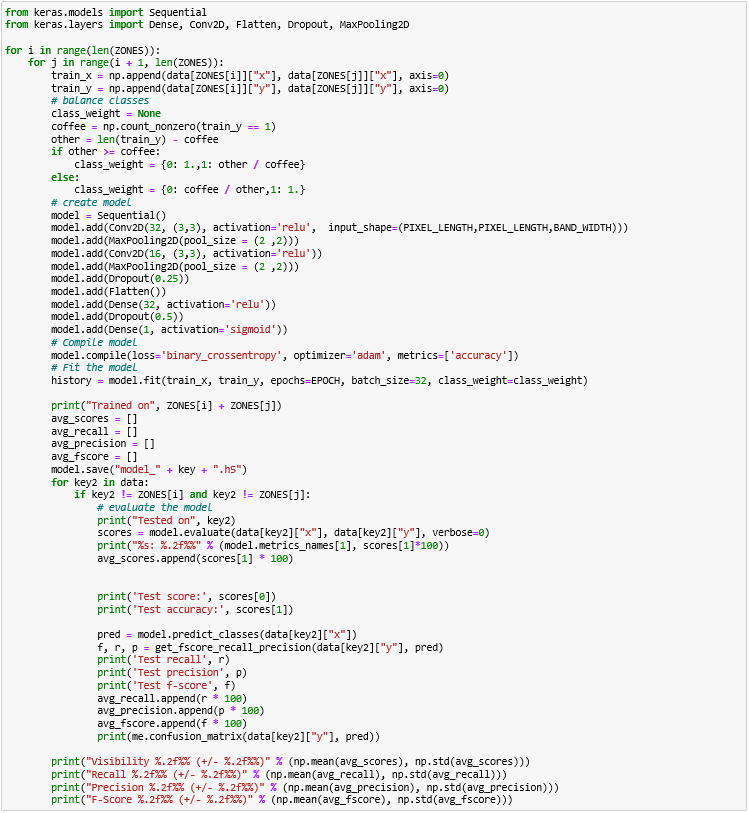 from keras.models import Sequential
from keras.layers import Dense, Conv2D, Flatten, Dropout, MaxPooling2D

for i in range(len(ZONES)):
    for j in range(i + 1, len(ZONES)):
        train_x = np.append(data[ZONES[i]]["x"], data[ZONES[j]]["x"], axis=0)
        train_y = np.append(data[ZONES[i]]["y"], data[ZONES[j]]["y"], axis=0)
        # balance classes
        class_weight = None
        coffee = np.count_nonzero(train_y == 1)
        other = len(train_y) - coffee
        if other >= coffee:
            class_weight = {0: 1.,1: other / coffee}
        else:
            class_weight = {0: coffee / other,1: 1.}
        # create model
        model = Sequential()
        model.add(Conv2D(32, (3,3), activation='relu',  input_shape=(PIXEL_LENGTH,PIXEL_LENGTH,BAND_WIDTH)))
        model.add(MaxPooling2D(pool_size = (2 ,2)))
        model.add(Conv2D(16, (3,3), activation='relu'))
        model.add(MaxPooling2D(pool_size = (2 ,2)))
        model.add(Dropout(0.25))
        model.add(Flatten())
        model.add(Dense(32, activation='relu'))
        model.add(Dropout(0.5))
        model.add(Dense(1, activation='sigmoid'))
        # Compile model
        model.compile(loss='binary_crossentropy', optimizer='adam', metrics=['accuracy'])
        # Fit the model
        history = model.fit(train_x, train_y, epochs=EPOCH, batch_size=32, class_weight=class_weight)

        print("Trained on", ZONES[i] + ZONES[j])
        avg_scores = []
        avg_recall = []
        avg_precision = []
        avg_fscore = []
        model.save("model_" + key + ".h5")
        for key2 in data:
            if key2 != ZONES[i] and key2 != ZONES[j]:
                # evaluate the model
                print("Tested on", key2)
                scores = model.evaluate(data[key2]["x"], data[key2]["y"], verbose=0)
                print("%s: %.2f%%" % (model.metrics_names[1], scores[1]*100))
                avg_scores.append(scores[1] * 100)

                print('Test score:', scores[0])
                print('Test accuracy:', scores[1])

                pred = model.predict_classes(data[key2]["x"])
                f, r, p = get_fscore_recall_precision(data[key2]["y"], pred)
                print('Test recall', r)
                print('Test precision', p)
                print('Test f-score', f)
                avg_recall.append(r * 100)
                avg_precision.append(p * 100)
                avg_fscore.append(f * 100)
                print(me.confusion_matrix(data[key2]["y"], pred))

        print("Visibility %.2f%% (+/- %.2f%%)" % (np.mean(avg_scores), np.std(avg_scores)))
        print("Recall %.2f%% (+/- %.2f%%)" % (np.mean(avg_recall), np.std(avg_recall)))
        print("Precision %.2f%% (+/- %.2f%%)" % (np.mean(avg_precision), np.std(avg_precision)))
        print("F-Score %.2f%% (+/- %.2f%%)" % (np.mean(avg_fscore), np.std(avg_fscore)))